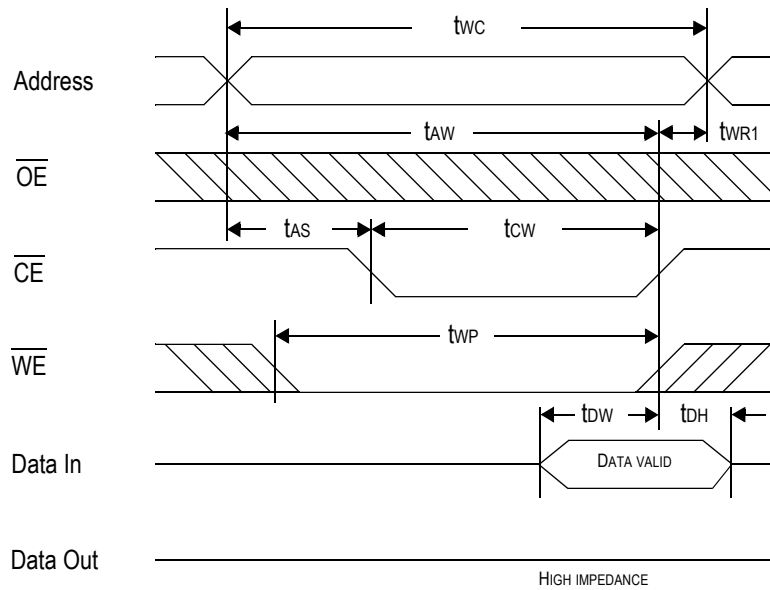 tWC
Address
tAW
tWR1
OE
tAS
tCW
CE
tWP
WE
tDW
tDH
Data In
DATA VALID
Data Out
HIGH IMPEDANCE